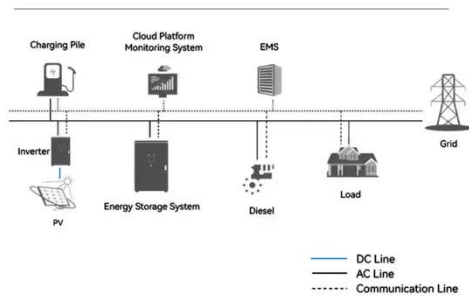 Charging Pile
Cloud Platform
Monitoring System
EMS
Grid
Inverter
PV
Energy Storage System
Diesel
Load
DC Line
AC Line
Communication Line